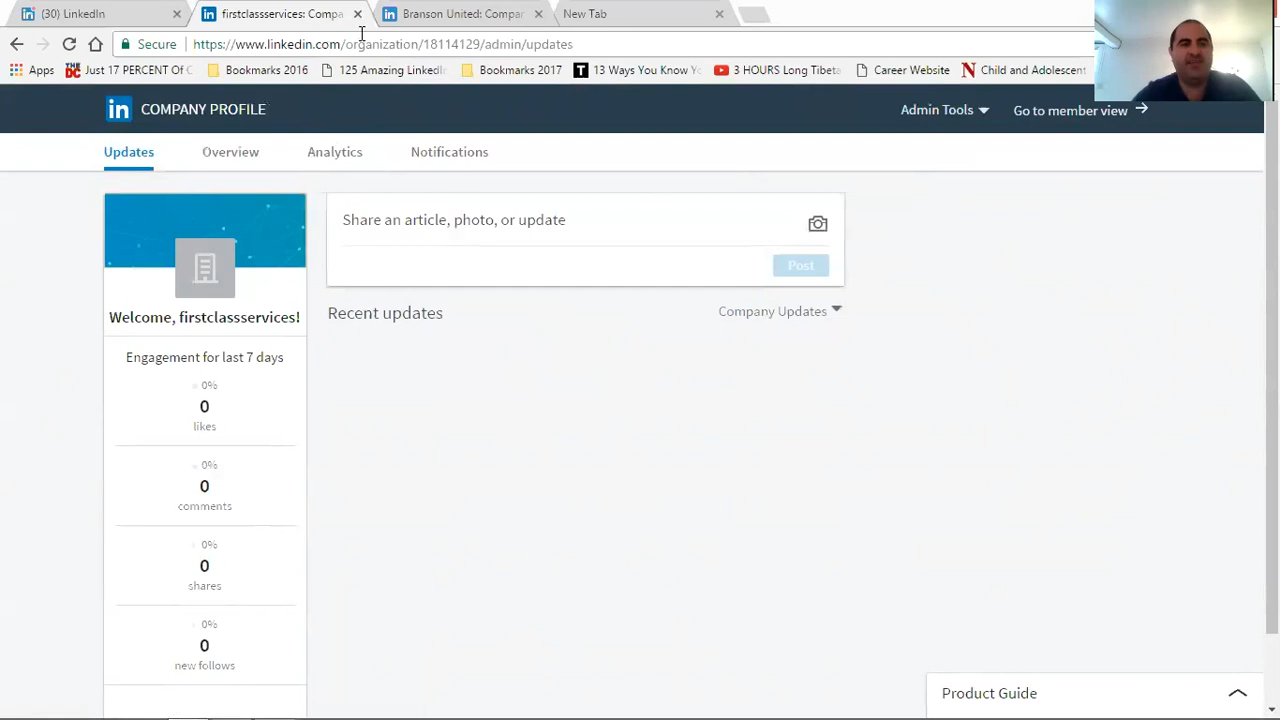 (30) LinkedIn
firstclassservices: Compa
Branson United: Compar
New Tab
Secure
https://www.linkedin.com/organization/18114129/admin/updates
Apps
Just 17 PERCENT Of C
Bookmarks 2016
125 Amazing LinkedIn
Bookmarks 2017
13 Ways You Know Yo
3 HOURS Long Tibeta
Career Website
Child and Adolescent
in COMPANY PROFILE
Admin Tools
Go to member view
Updates
Overview
Analytics
Notifications
Share an article, photo, or update
Post
Welcome, firstclassservices!
Recent updates
Company Updates
Engagement for last 7 days
0%
0
likes
0%
0
comments
0%
0
shares
0%
0
new follows
Product Guide